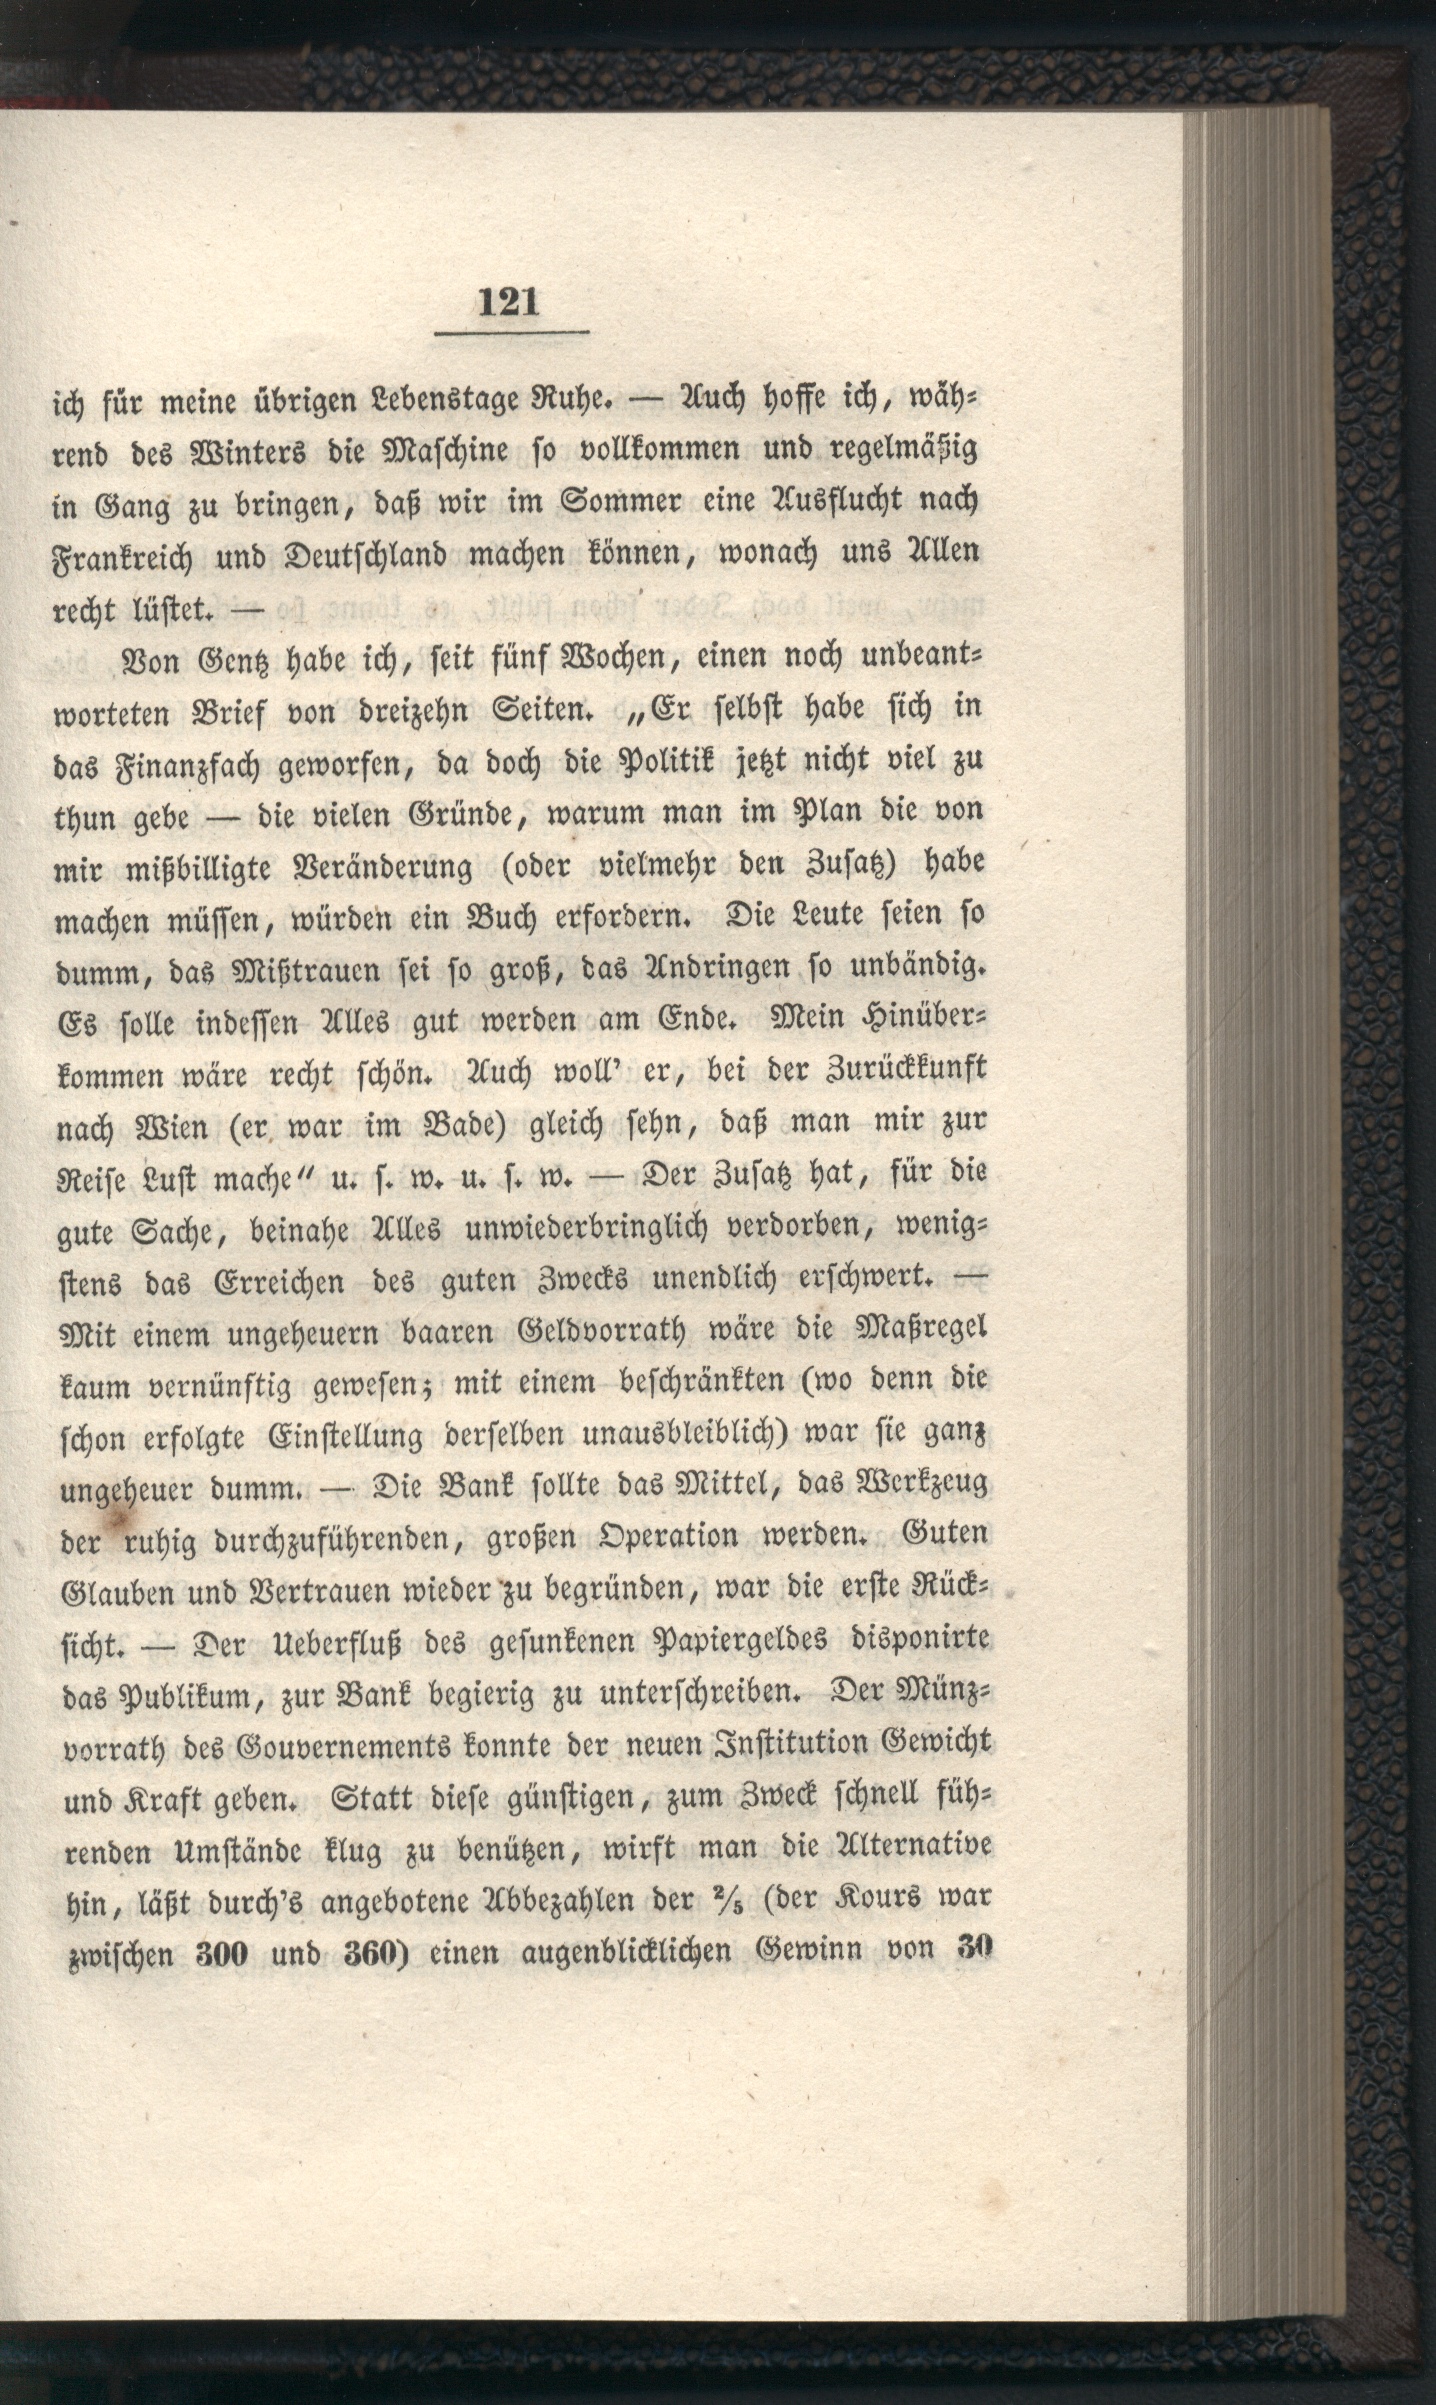 121
ich für meine übrigen Lebenstage Ruhe. — Auch hoffe ich, wäh-
rend des Winters die Maschine so vollkommen und regelmäßig
in Gang zu bringen, daß wir im Sommer eine Ausflucht nach
Frankreich und Deutschland machen können, wonach uns Allen
recht lüstet. —
Von Gentz habe ich, seit fünf Wochen, einen noch unbeant-
worteten Brief von dreizehn Seiten. „Er selbst habe sich in
das Finanzfach geworfen, da doch die Politik jetzt nicht viel zu
thun gebe — die vielen Gründe, warum man im Plan die von
mir mißbilligte Veränderung (oder vielmehr den Zusatz) habe
machen müssen, würden ein Buch erfordern. Die Leute seien so
dumm, das Mißtrauen sei so groß, das Andringen so unbändig.
Es solle indessen Alles gut werden am Ende. Mein Hinüber-
kommen wäre recht schön. Auch woll' er, bei der Zurückkunft
nach Wien (er war im Bade) gleich sehn, daß man mir zur
Reise Lust mache“ u. s. w. u. s. w. — Der Zusatz hat, für die
gute Sache, beinahe Alles unwiederbringlich verdorben, wenig-
stens das Erreichen des guten Zwecks unendlich erschwert. —
Mit einem ungeheuern baaren Geldvorrath wäre die Maßregel
kaum vernünftig gewesen; mit einem beschränkten (wo denn die
schon erfolgte Einstellung derselben unausbleiblich) war sie ganz
ungeheuer dumm. — Die Bank sollte das Mittel, das Werkzeug
der ruhig durchzuführenden, großen Operation werden. Guten
Glauben und Vertrauen wieder zu begründen, war die erste Rück-
sicht. — Der Ueberfluß des gesunkenen Papiergeldes disponirte
das Publikum, zur Bank begierig zu unterschreiben. Der Münz-
vorrath des Gouvernements konnte der neuen Institution Gewicht
und Kraft geben. Statt diese günstigen, zum Zweck schnell füh-
renden Umstände klug zu benützen, wirft man die Alternative
hin, läßt durch's angebotene Abbezahlen der 2/5 (der Kours war
zwischen 300 und 360) einen augenblicklichen Gewinn von 30